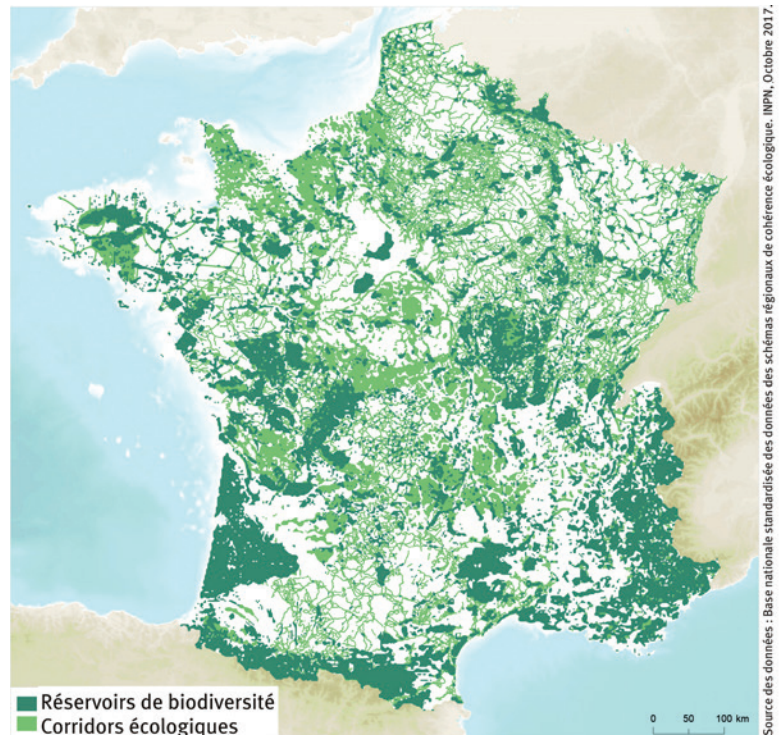 Réservoirs de biodiversité
Corridors écologiques
0 50 100 km
Source des données : Base nationale standardisée des données des schémas régionaux de cohérence écologique. INPN, Octobre 2017.